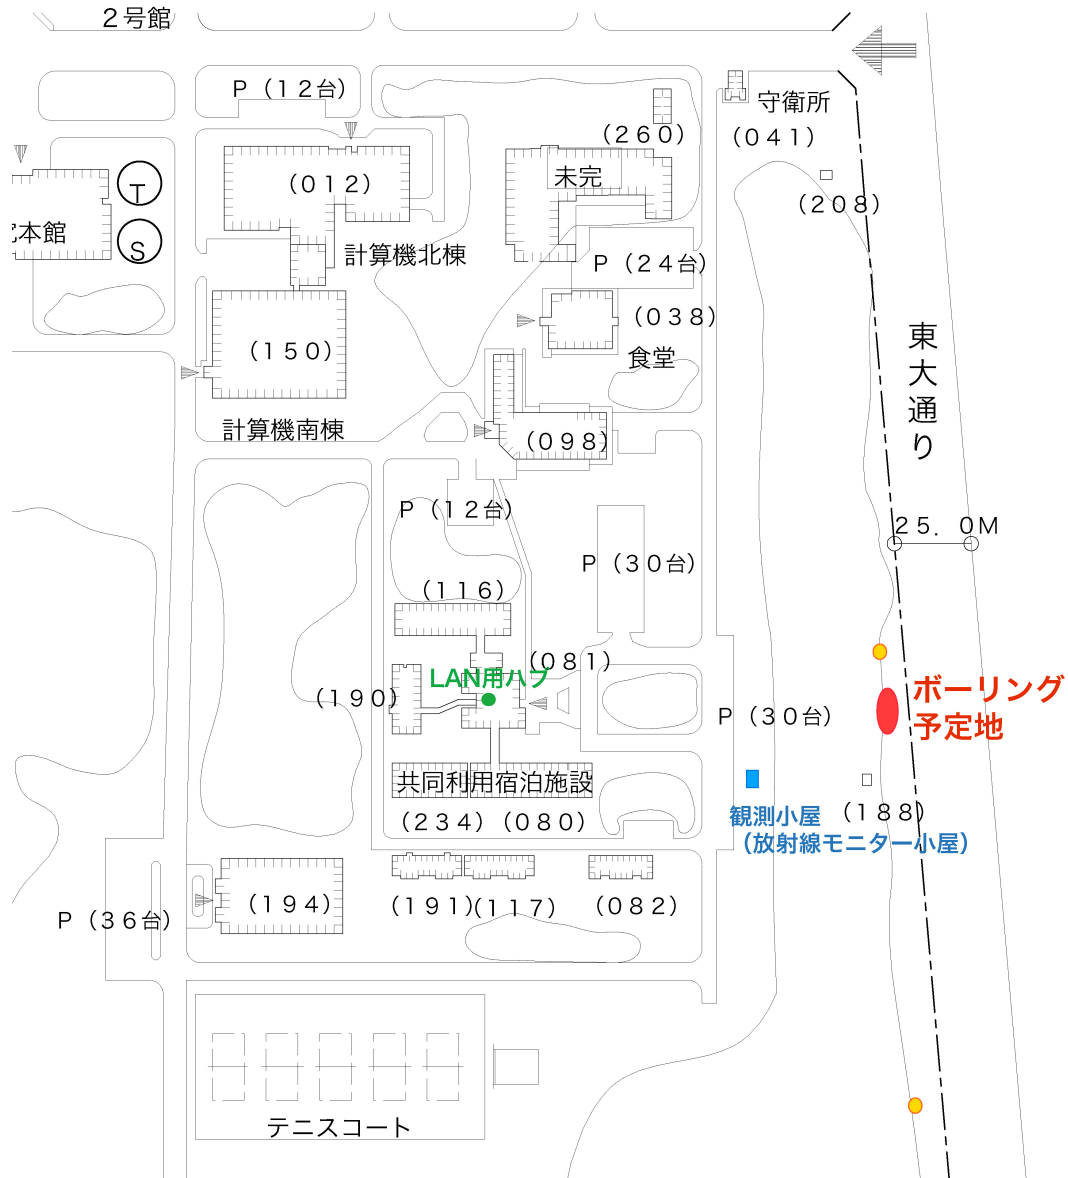 ２号館
Ｐ（１２台）
守衛所
（０４１）
（２６０）
未完
（０１２）
T
S
本館
（２０８）
計算機北棟
Ｐ（２４台）
（０３８）
食堂
（１５０）
計算機南棟
（０９８）
東大通り
Ｐ（１２台）
２５．０Ｍ
Ｐ（３０台）
（１１６）
（０８１）
LAN用ハブ
（１９０）
Ｐ（３０台）
ボーリング
予定地
共同利用宿泊施設
（２３４）（０８０）
観測小屋
（放射線モニター小屋）
（１８８）
（１９４）
（１９１）（１１７）
（０８２）
Ｐ（３６台）
テニスコート